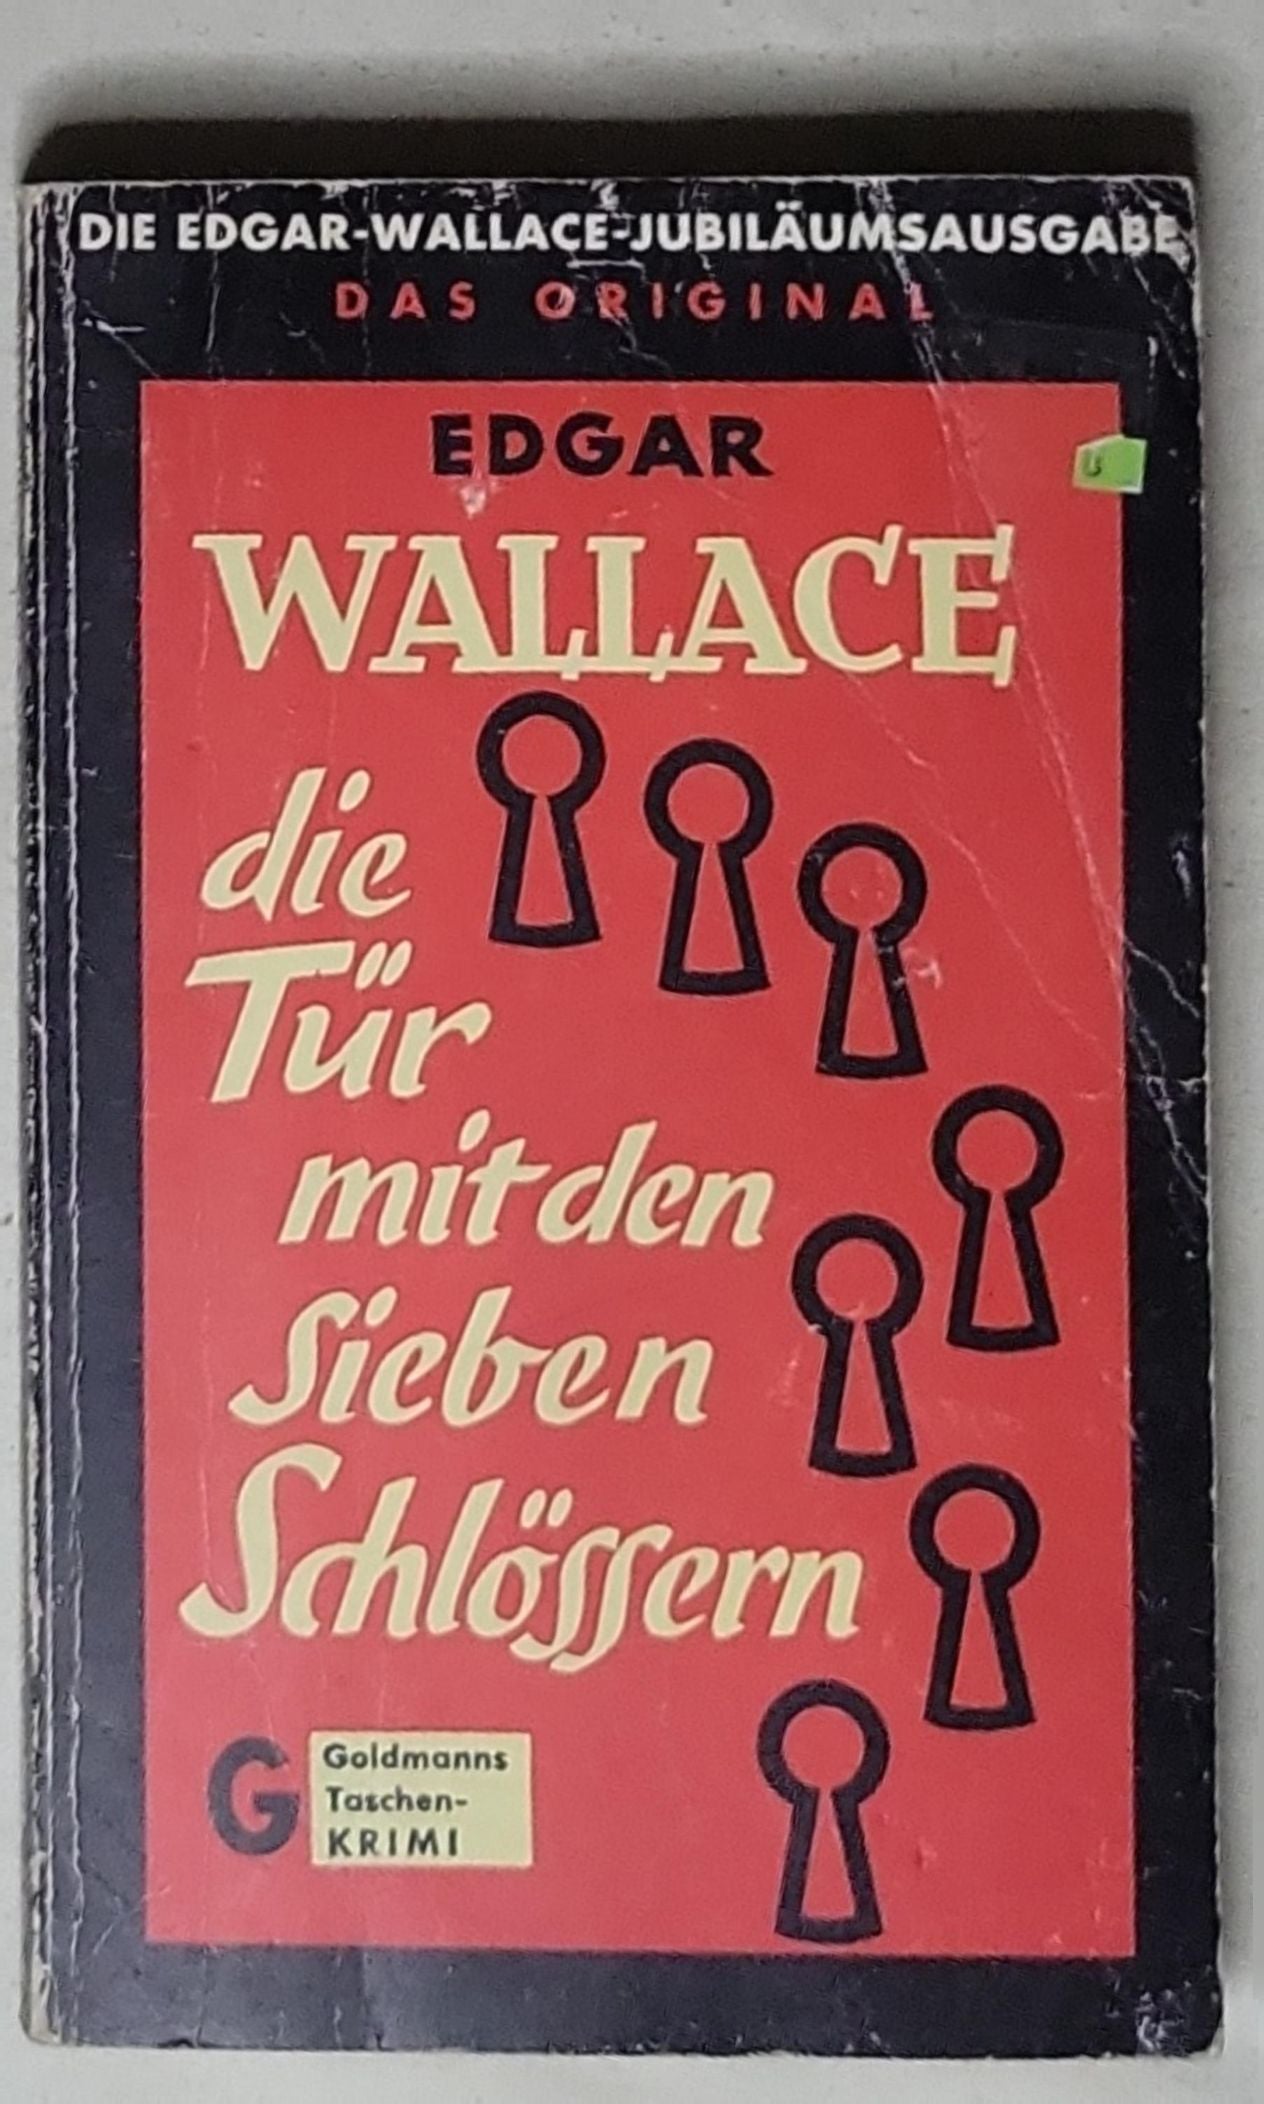 DIE EDGAR-WALLACE-JUBILÄUMSAUSGABE
DAS ORIGINAL
EDGAR
WALLACE
die
Tür
mit den
sieben
Schlössern
G
Goldmanns
Taschen-
KRIMI